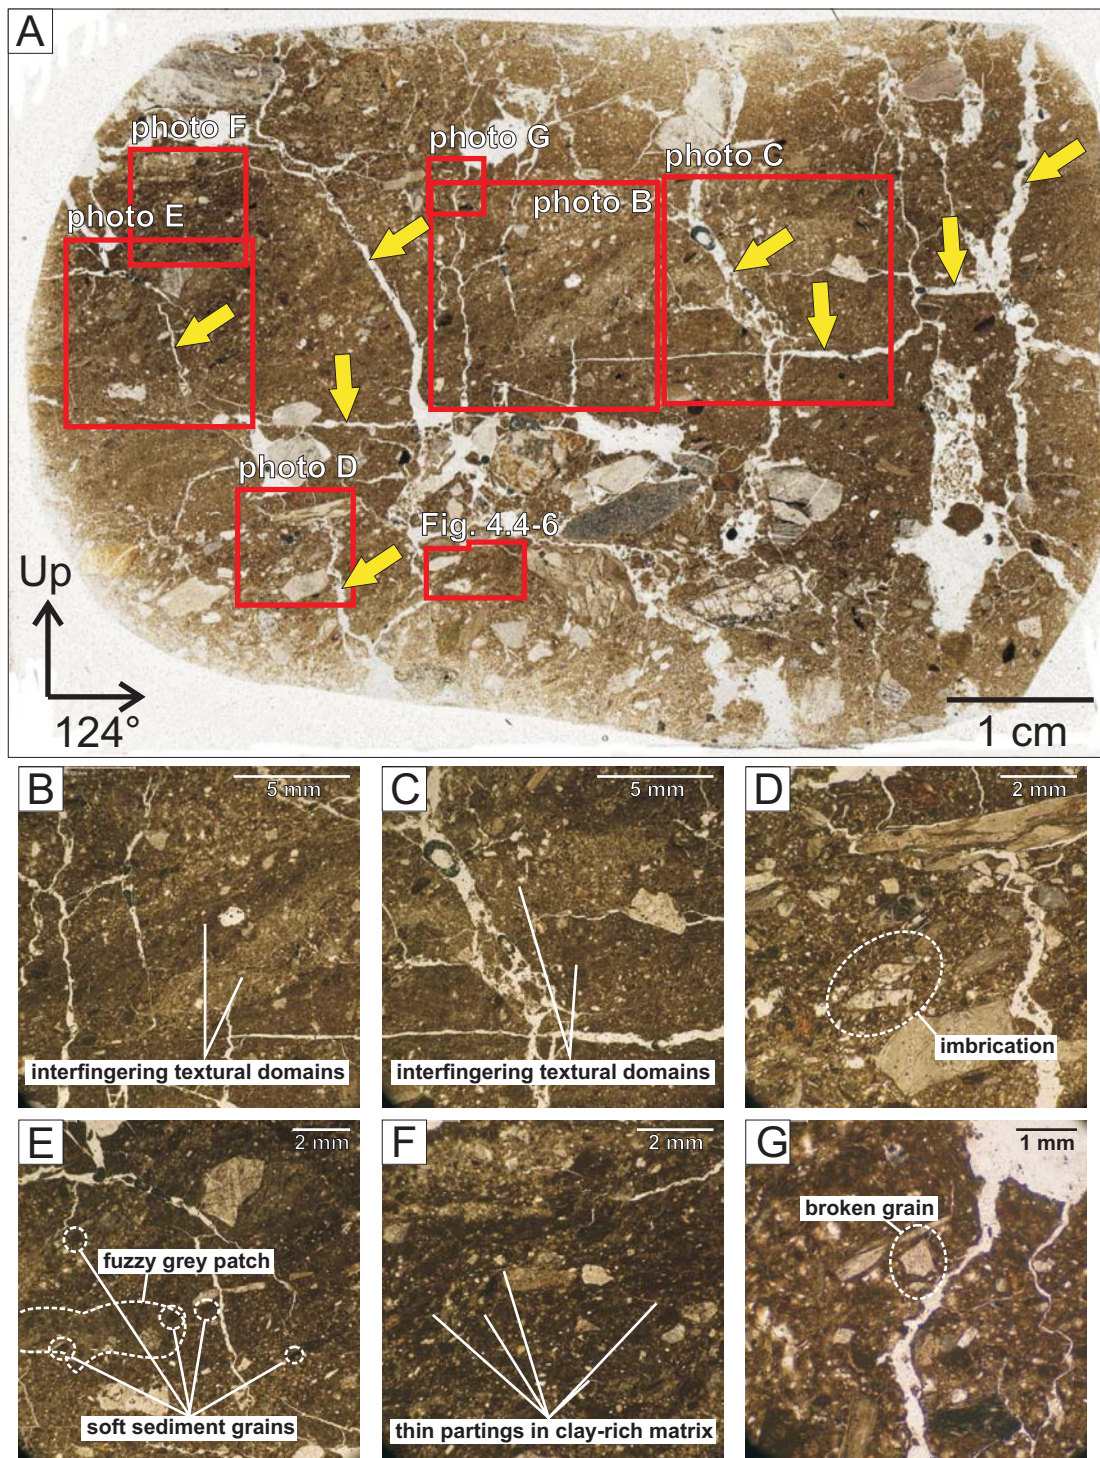 A
photo F
photo G
photo C
photo B
photo E
photo D
Fig. 4.4-6
Up
124°
1 cm
B
5 mm
interfingering textural domains
C
5 mm
interfingering textural domains
D
2 mm
imbrication
E
2 mm
fuzzy grey patch
soft sediment grains
F
2 mm
thin partings in clay-rich matrix
G
1 mm
broken grain